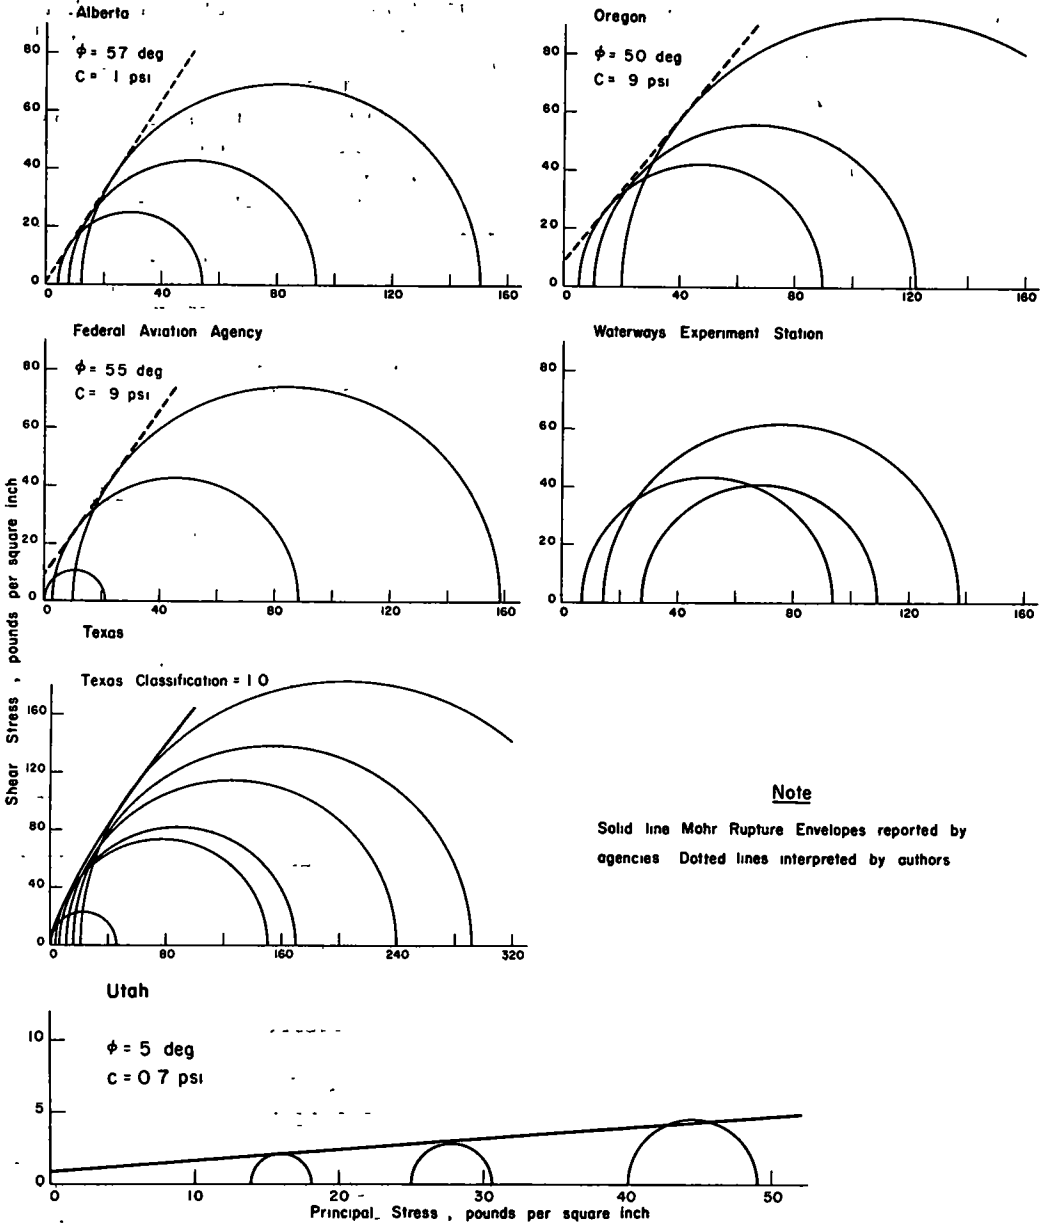 Alberta
φ = 57 deg
C = 1 psi
80
60
40
20
0
0 40 80 120 160
Oregon
φ = 50 deg
C = 9 psi
80
60
40
20
0
0 40 80 120 160
Federal Aviation Agency
φ = 55 deg
C = 9 psi
80
60
40
20
0
0 40 80 120 160
Waterways Experiment Station
80
60
40
20
0
0 40 80 120 160
Texas
Texas Classification = 1 0
160
120
80
40
0
0 80 160 240 320
Note
Solid line Mohr Rupture Envelopes reported by
agencies Dotted lines interpreted by authors
Utah
φ = 5 deg
c = 0 7 psi
10
5
0
0 10 20 30 40 50
Shear Stress , pounds per square inch
Principal Stress , pounds per square inch